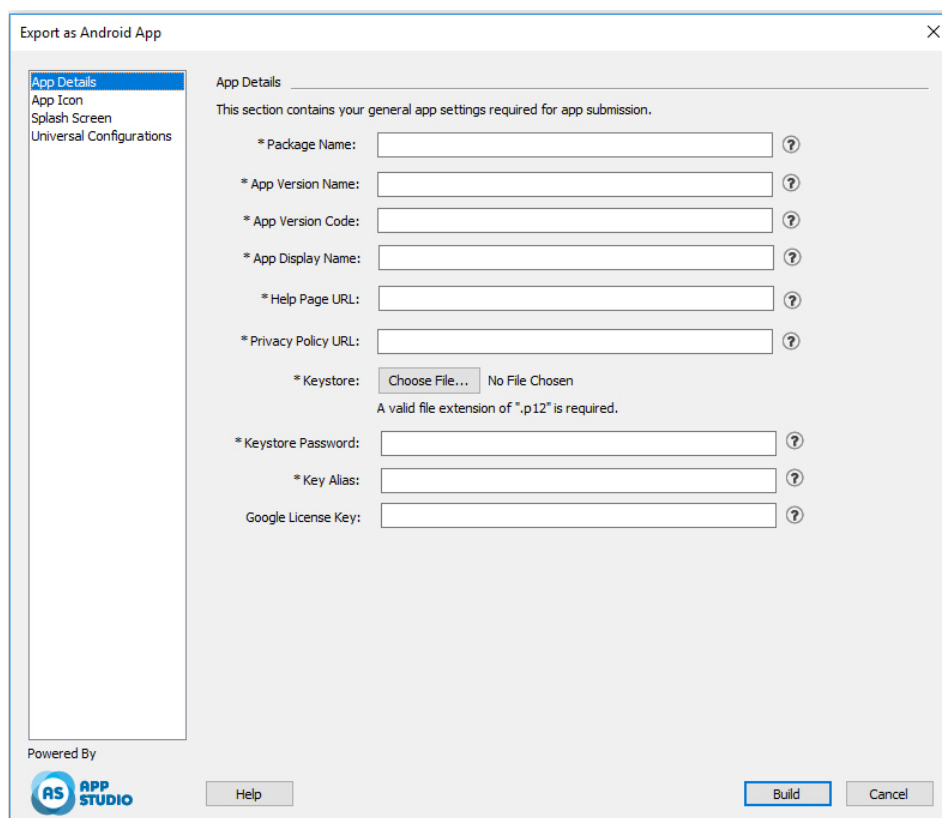 Export as Android App
App Details
App Icon
Splash Screen
Universal Configurations
App Details
This section contains your general app settings required for app submission.
* Package Name: ?
* App Version Name: ?
* App Version Code: ?
* App Display Name: ?
* Help Page URL: ?
* Privacy Policy URL: ?
* Keystore: Choose File... No File Chosen
A valid file extension of ".p12" is required.
* Keystore Password: ?
* Key Alias: ?
Google License Key: ?
Powered By
AS APP STUDIO
Help Build Cancel